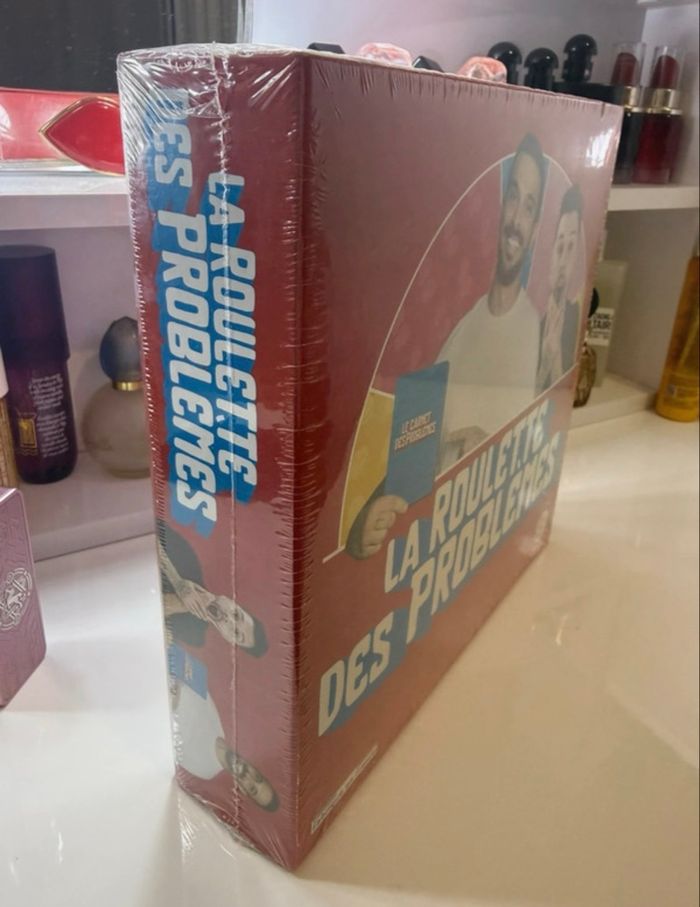 LA ROULETTE
DES PROBLEMES
LE CARNET
DES PROBLEMES
LA ROULETTE
DES PROBLEMES